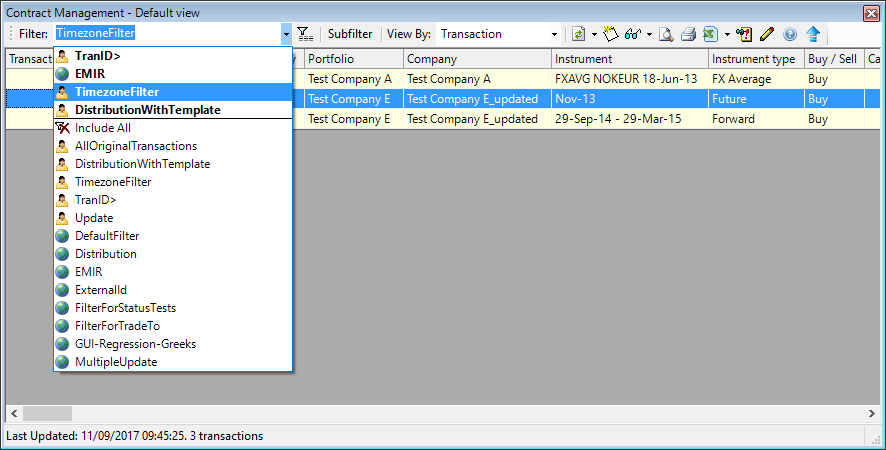 Contract Management - Default view
Filter: TimezoneFilter Subfilter View By: Transaction
Transact Portfolio Company Instrument Instrument type Buy / Sell Ca
Test Company A Test Company A FXAVG NOKEUR 18-Jun-13 FX Average Buy
Test Company E Test Company E_updated Nov-13 Future Buy
Test Company E Test Company E_updated 29-Sep-14 - 29-Mar-15 Forward Buy
TranID>
EMIR
TimezoneFilter
DistributionWithTemplate
Include All
AllOriginalTransactions
DistributionWithTemplate
TimezoneFilter
TranID>
Update
DefaultFilter
Distribution
EMIR
ExternalId
FilterForStatusTests
FilterForTradeTo
GUI-Regression-Greeks
MultipleUpdate
Last Updated: 11/09/2017 09:45:25. 3 transactions